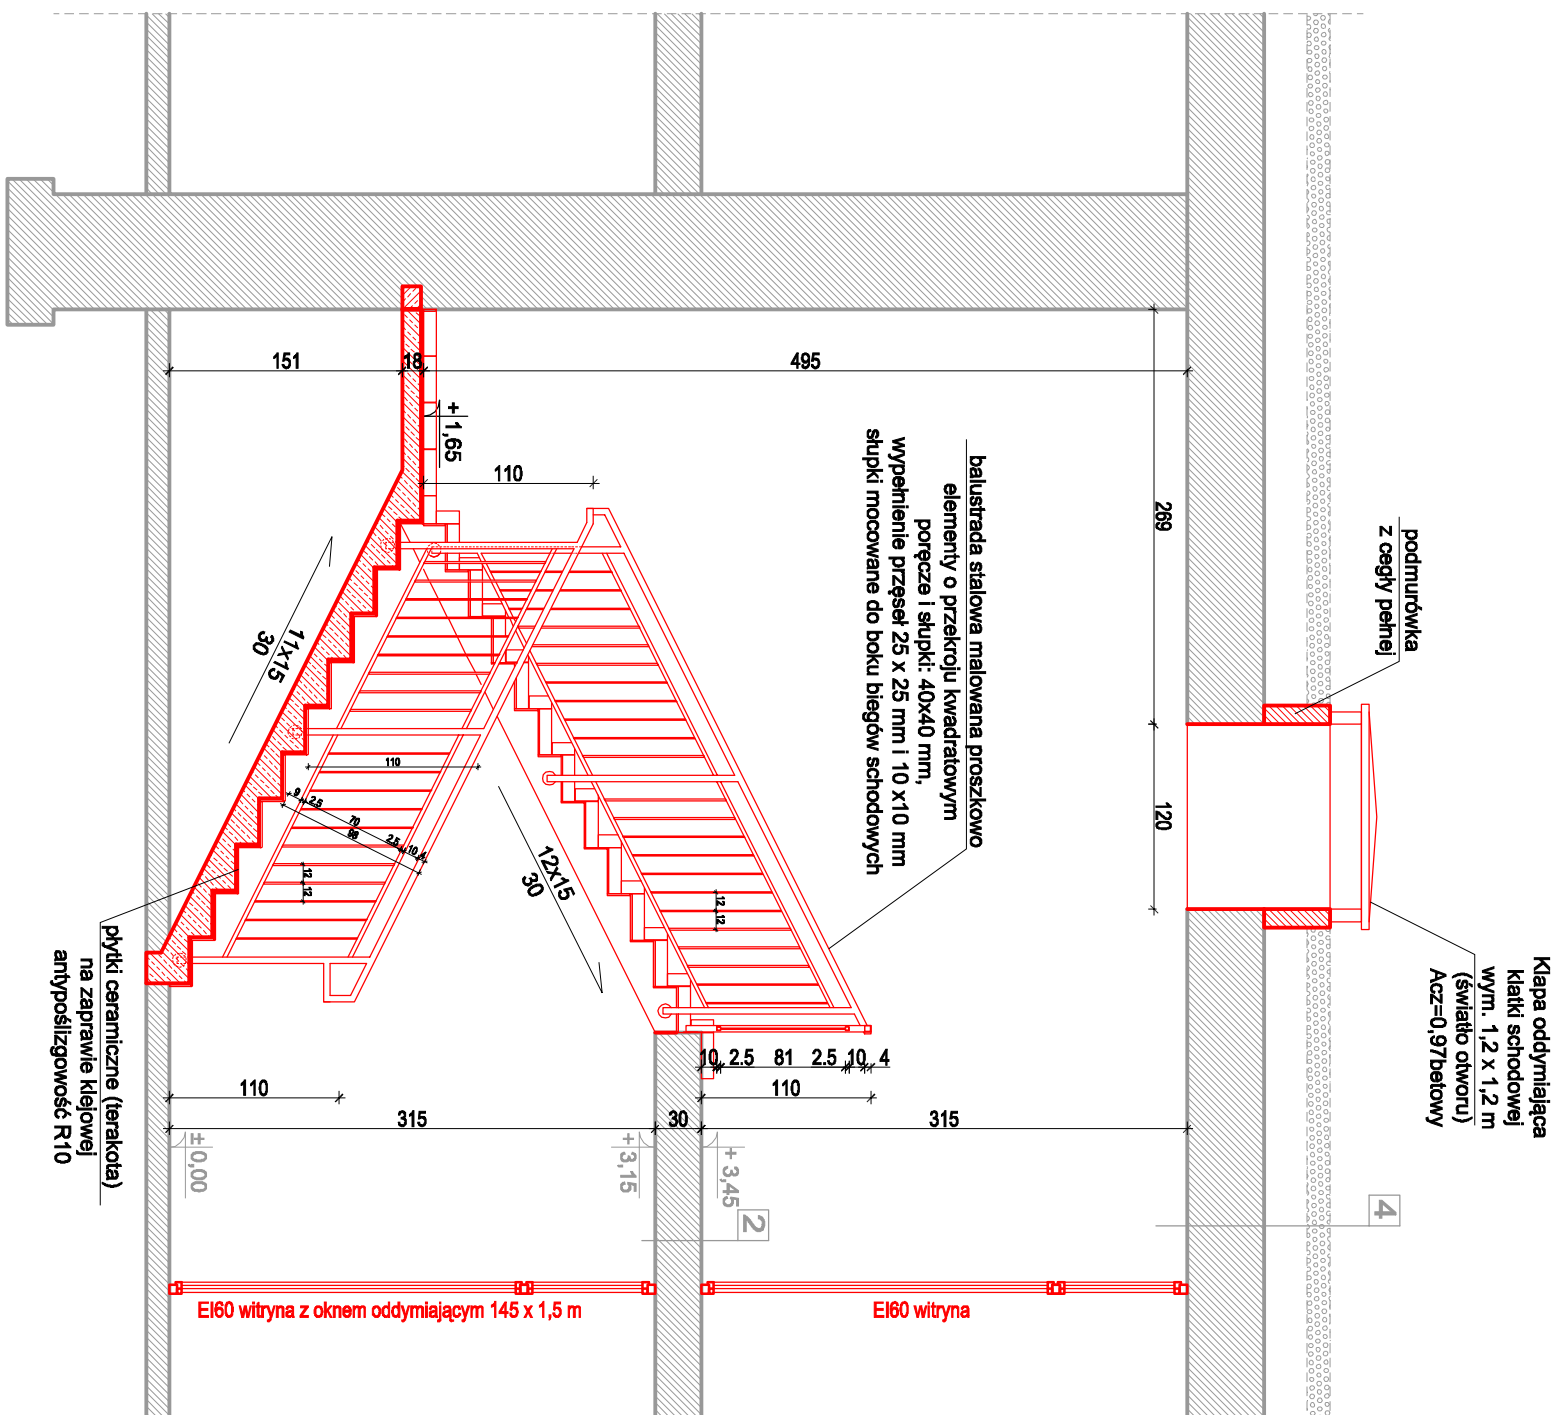 Klapa oddymiająca
klatki schodowej
wym. 1,2 x 1,2 m
(światło otworu)
Acz=0,97betowy
podmurówka
z cegły pełnej
4
269
120
balustrada stalowa malowana proszkowo
elementy o przekroju kwadratowym
poręcze i słupki: 40x40 mm,
wypełnienie przęseł 25 x 25 mm i 10 x10 mm
słupki mocowane do boku biegów schodowych
151
18
495
+ 1,65
110
11x15
30
12x15
30
110
9
2.5
70
98
2.5
10
4
12
12
12
12
10
2.5
81
2.5
10
4
110
110
315
30
315
± 0,00
+ 3,15
+ 3,45
2
płytki ceramiczne (terakota)
na zaprawie klejowej
antypoślizgowość R10
EI60 witryna z oknem oddymiającym 145 x 1,5 m
EI60 witryna